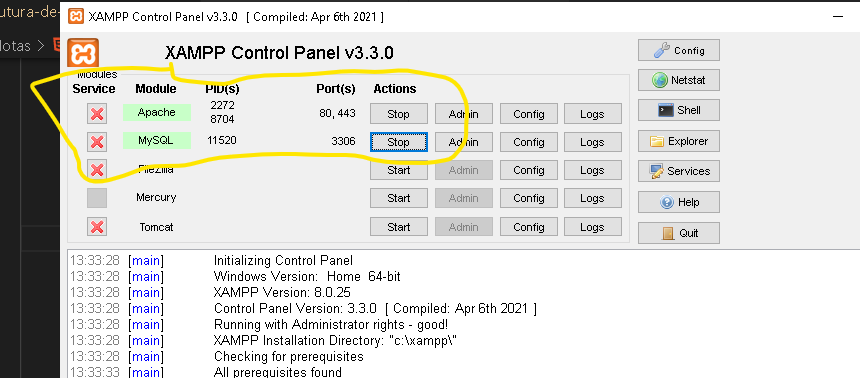 utura-de-
XAMPP Control Panel v3.3.0 [ Compiled: Apr 6th 2021 ]
lotas >
XAMPP Control Panel v3.3.0
Config
Modules
Service Module PID(s) Port(s) Actions
Netstat
Apache 2272 8704 80, 443 Stop Admin Config Logs
Shell
MySQL 11520 3306 Stop Admin Config Logs
Explorer
FileZilla Start Admin Config Logs
Services
Mercury Start Admin Config Logs
Help
Tomcat Start Admin Config Logs
Quit
13:33:28 [main] Initializing Control Panel
13:33:28 [main] Windows Version: Home 64-bit
13:33:28 [main] XAMPP Version: 8.0.25
13:33:28 [main] Control Panel Version: 3.3.0 [ Compiled: Apr 6th 2021 ]
13:33:28 [main] Running with Administrator rights - good!
13:33:28 [main] XAMPP Installation Directory: "c:\xampp\"
13:33:28 [main] Checking for prerequisites
13:33:33 [main] All prerequisites found